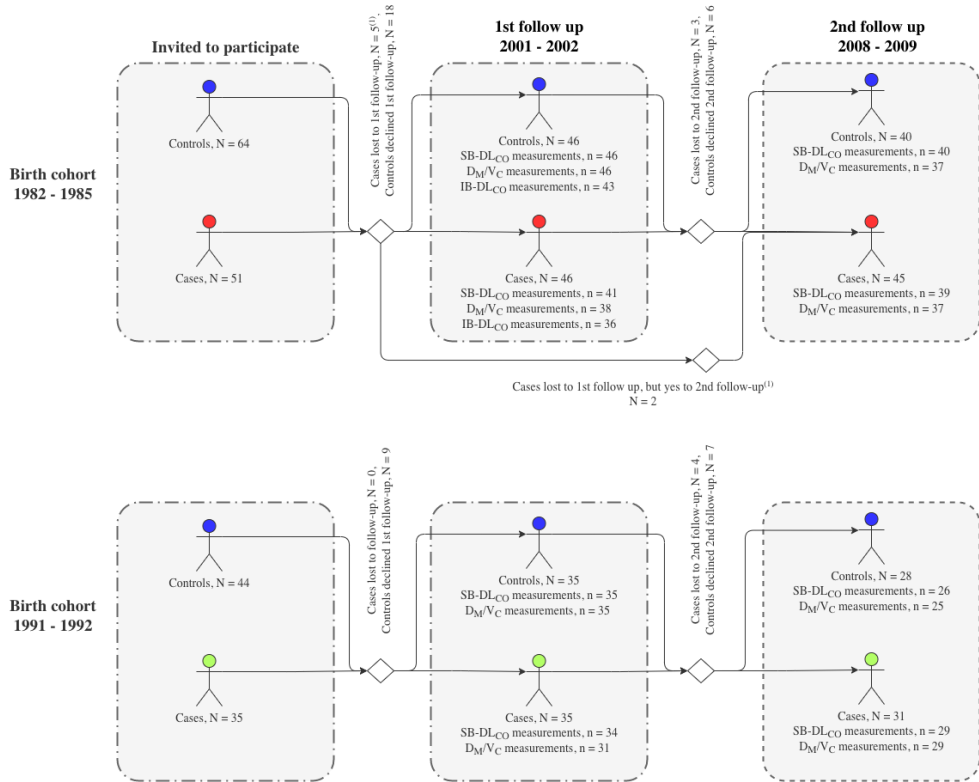 Invited to participate
1st follow up
2001 - 2002
2nd follow up
2008 - 2009
Birth cohort
1982 - 1985
Controls, N = 64
Cases, N = 51
Cases lost to 1st follow-up, N = 5(1),
Controls declined 1st follow-up, N = 18
Controls, N = 46
SB-DLCO measurements, n = 46
DM/VC measurements, n = 46
IB-DLCO measurements, n = 43
Cases, N = 46
SB-DLCO measurements, n = 41
DM/VC measurements, n = 38
IB-DLCO measurements, n = 36
Cases lost to 2nd follow-up, N = 3,
Controls declined 2nd follow-up, N = 6
Controls, N = 40
SB-DLCO measurements, n = 40
DM/VC measurements, n = 37
Cases, N = 45
SB-DLCO measurements, n = 39
DM/VC measurements, n = 37
Cases lost to 1st follow up, but yes to 2nd follow-up(1)
N = 2
Birth cohort
1991 - 1992
Controls, N = 44
Cases, N = 35
Cases lost to follow-up, N = 0,
Controls declined 1st follow-up, N = 9
Controls, N = 35
SB-DLCO measurements, n = 35
DM/VC measurements, n = 35
Cases, N = 35
SB-DLCO measurements, n = 34
DM/VC measurements, n = 31
Cases lost to 2nd follow-up, N = 4,
Controls declined 2nd follow-up, N = 7
Controls, N = 28
SB-DLCO measurements, n = 26
DM/VC measurements, n = 25
Cases, N = 31
SB-DLCO measurements, n = 29
DM/VC measurements, n = 29